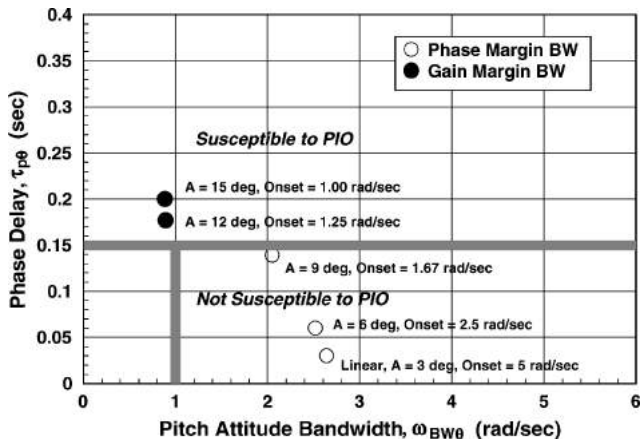 0.4
0.35
0.3
0.25
0.2
0.15
0.1
0.05
0
Phase Delay, τpθ (sec)
Phase Margin BW
Gain Margin BW
Susceptible to PIO
A = 15 deg, Onset = 1.00 rad/sec
A = 12 deg, Onset = 1.25 rad/sec
A = 9 deg, Onset = 1.67 rad/sec
Not Susceptible to PIO
A = 6 deg, Onset = 2.5 rad/sec
Linear, A = 3 deg, Onset = 5 rad/sec
0 1 2 3 4 5 6
Pitch Attitude Bandwidth, ωBWθ (rad/sec)